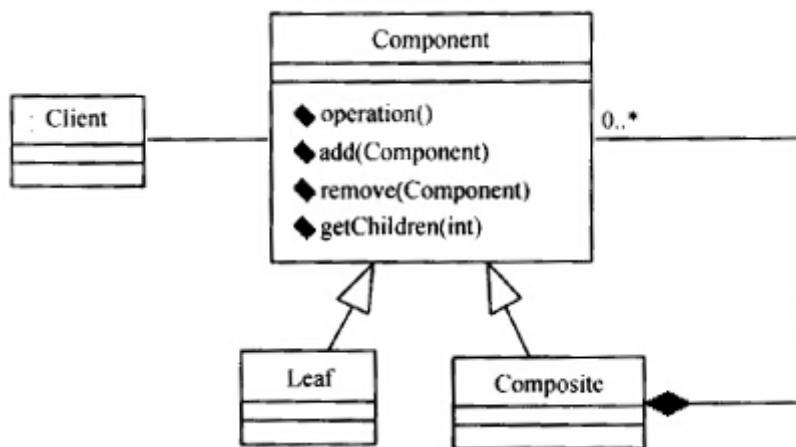 Component
Client
operation()
0..*
add(Component)
remove(Component)
getChildren(int)
Leaf
Composite